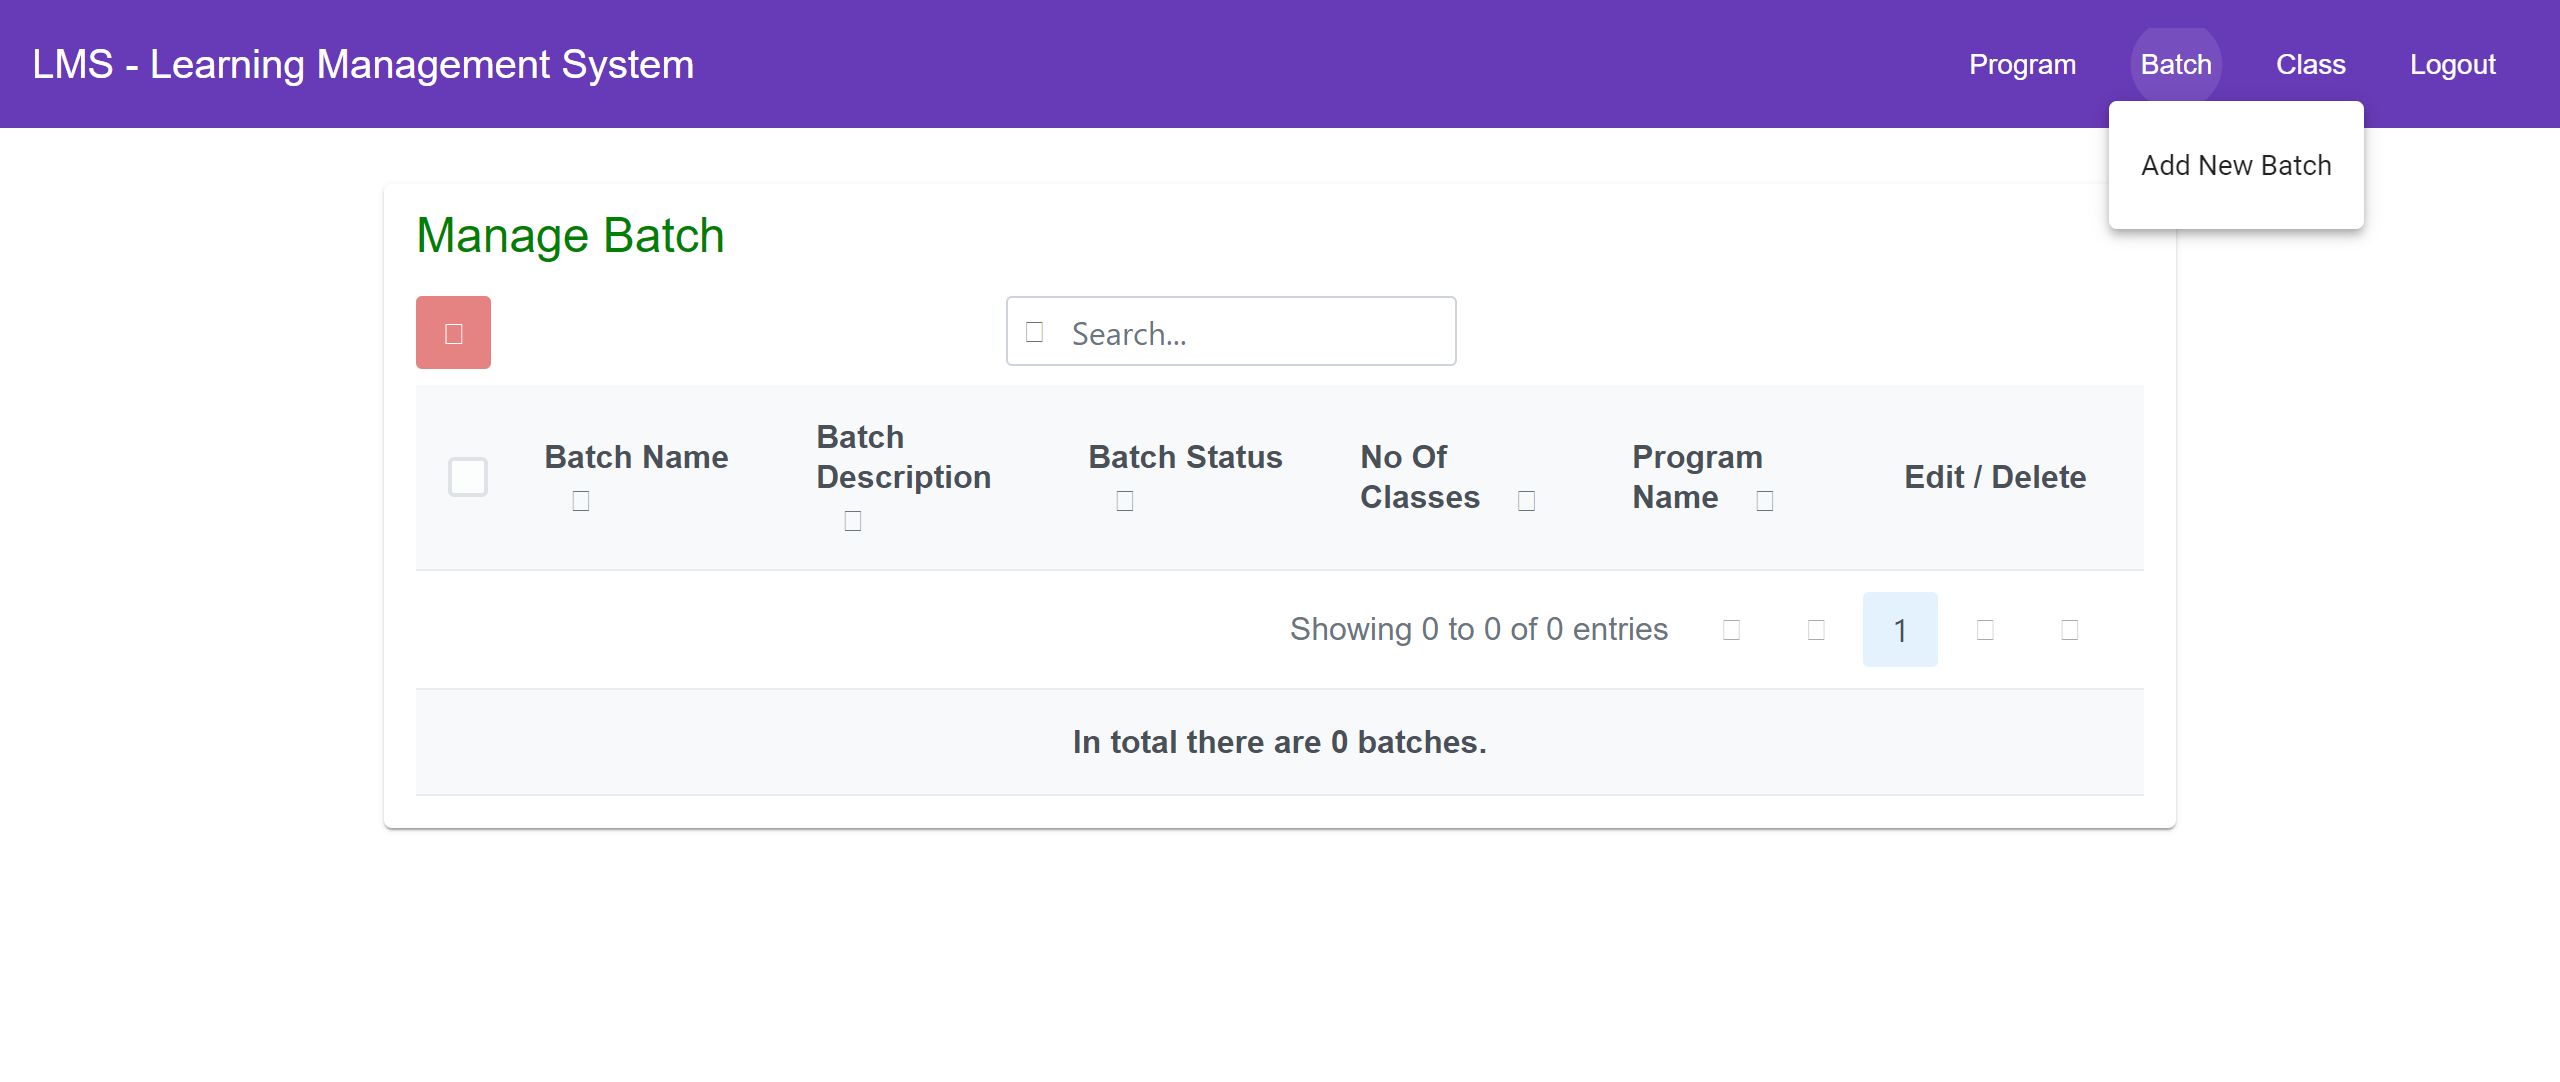 LMS - Learning Management System
Program
Batch
Class
Logout
Add New Batch
Manage Batch
Search...
Batch Name
Batch
Description
Batch Status
No Of
Classes
Program
Name
Edit / Delete
Showing 0 to 0 of 0 entries
1
In total there are 0 batches.